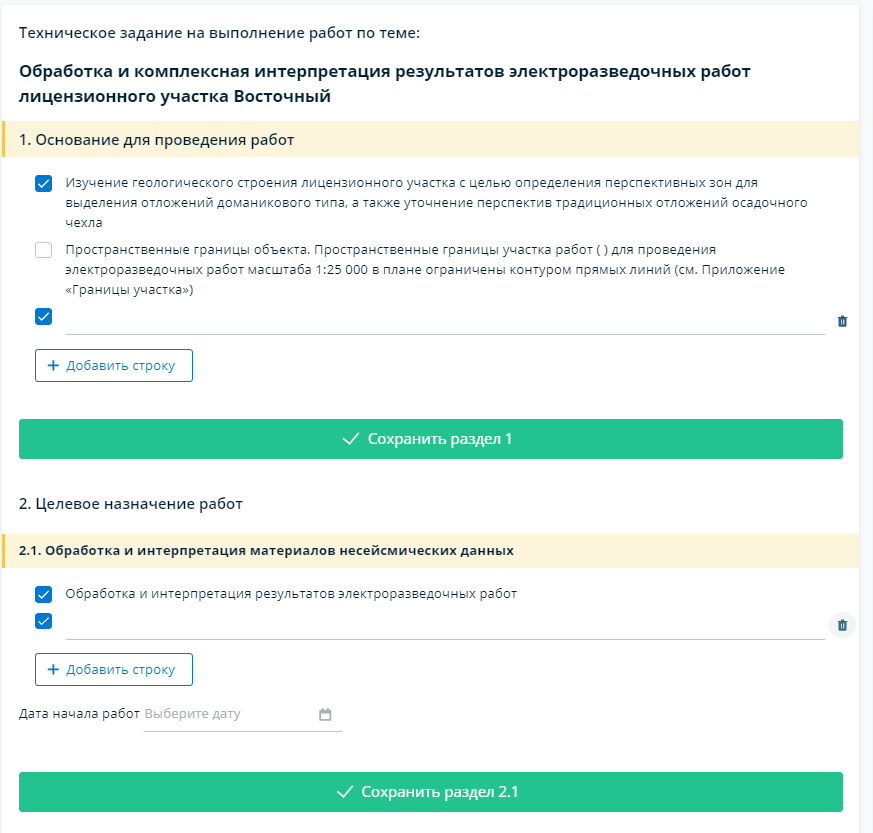 Техническое задание на выполнение работ по теме:
Обработка и комплексная интерпретация результатов электроразведочных работ
лицензионного участка Восточный
1. Основание для проведения работ
Изучение геологического строения лицензионного участка с целью определения перспективных зон для
выделения отложений доманикового типа, а также уточнение перспектив традиционных отложений осадочного
чехла
Пространственные границы объекта. Пространственные границы участка работ ( ) для проведения
электроразведочных работ масштаба 1:25 000 в плане ограничены контуром прямых линий (см. Приложение
«Границы участка»)
+ Добавить строку
Сохранить раздел 1
2. Целевое назначение работ
2.1. Обработка и интерпретация материалов несейсмических данных
Обработка и интерпретация результатов электроразведочных работ
+ Добавить строку
Дата начала работ Выберите дату
Сохранить раздел 2.1